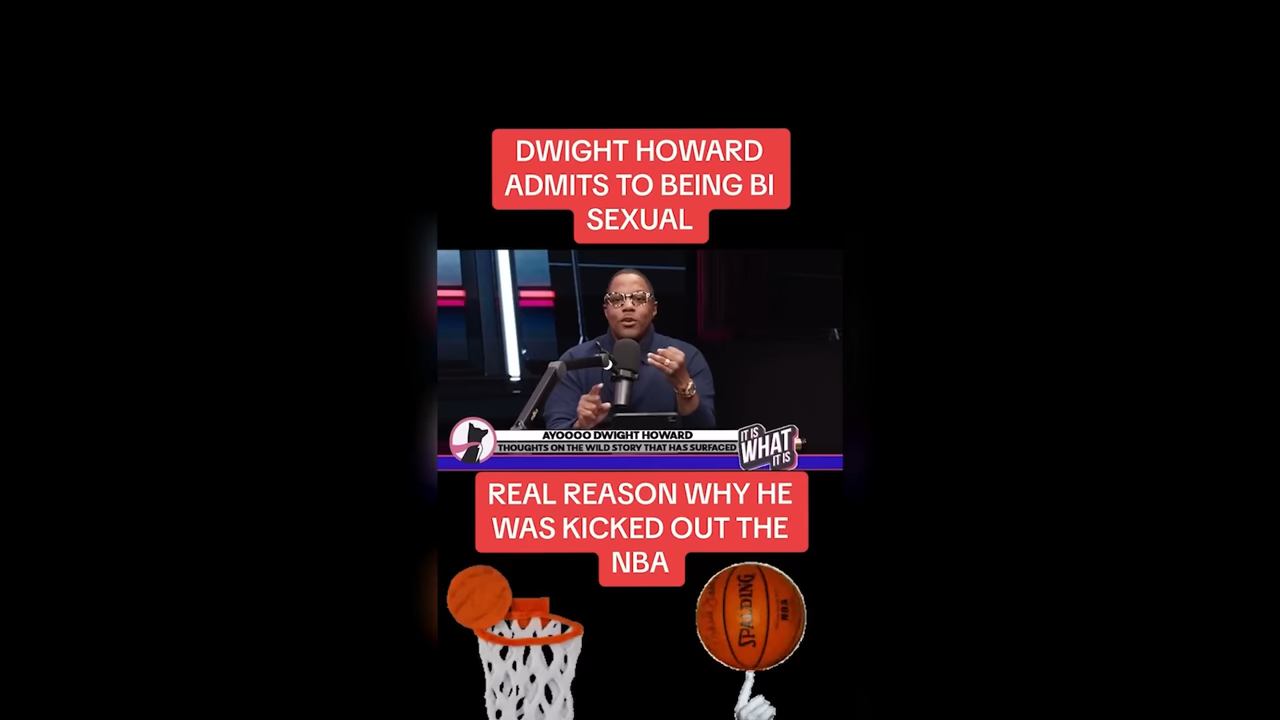 DWIGHT HOWARD
ADMITS TO BEING BI
SEXUAL
AYOOOO DWIGHT HOWARD
THOUGHTS ON THE WILD STORY THAT HAS SURFACED
IT IS
WHAT
IT IS
REAL REASON WHY HE
WAS KICKED OUT THE
NBA
SPALDING
NBA